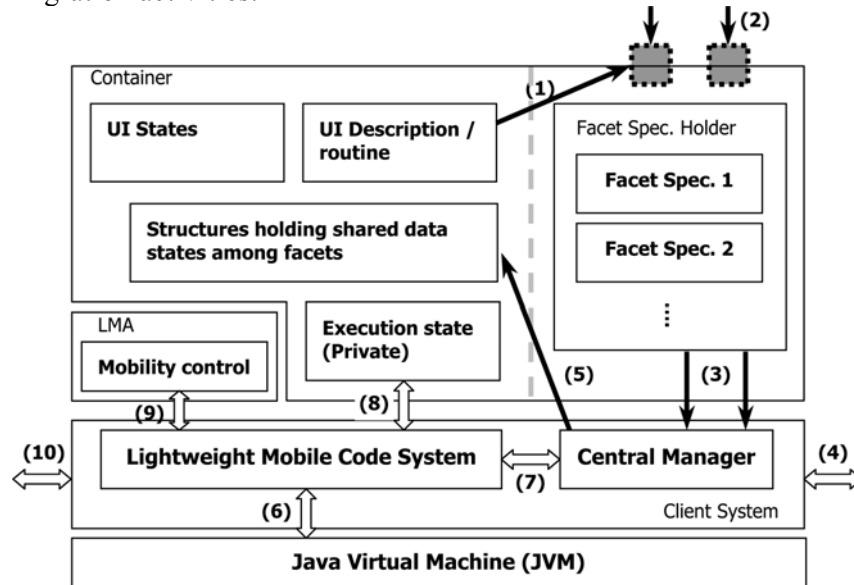 (2)
Container
(1)
UI States
UI Description /
routine
Facet Spec. Holder
Facet Spec. 1
Facet Spec. 2
Structures holding shared data
states among facets
LMA
Mobility control
Execution state
(Private)
(5)
(3)
(9)
(8)
(10)
Lightweight Mobile Code System
(7)
Central Manager
(4)
(6)
Client System
Java Virtual Machine (JVM)